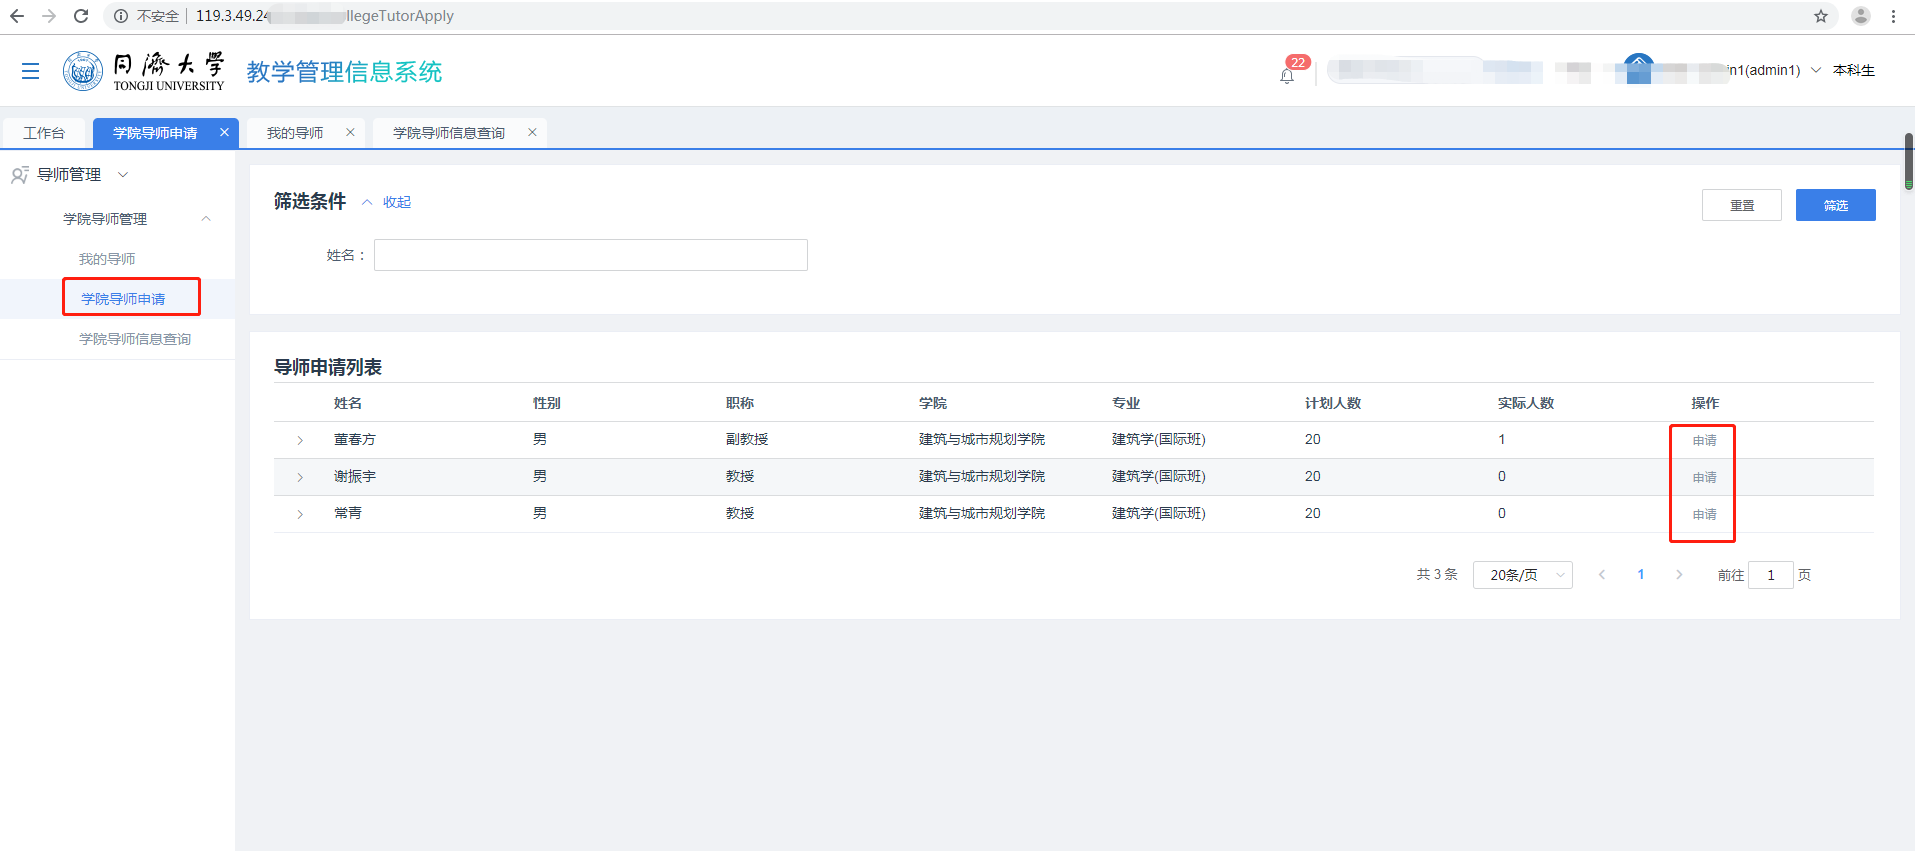 不安全 119.3.49.24 llegeTutorApply
同濟大学 TONGJI UNIVERSITY 教学管理信息系统 22 in1(admin1) 本科生
工作台 学院导师申请 × 我的导师 × 学院导师信息查询 ×
导师管理
学院导师管理
我的导师
学院导师申请
学院导师信息查询
筛选条件 收起 重置 筛选
姓名：
导师申请列表
姓名 性别 职称 学院 专业 计划人数 实际人数 操作
董春方 男 副教授 建筑与城市规划学院 建筑学(国际班) 20 1 申请
谢振宇 男 教授 建筑与城市规划学院 建筑学(国际班) 20 0 申请
常青 男 教授 建筑与城市规划学院 建筑学(国际班) 20 0 申请
共 3 条 20条/页 1 前往 1 页